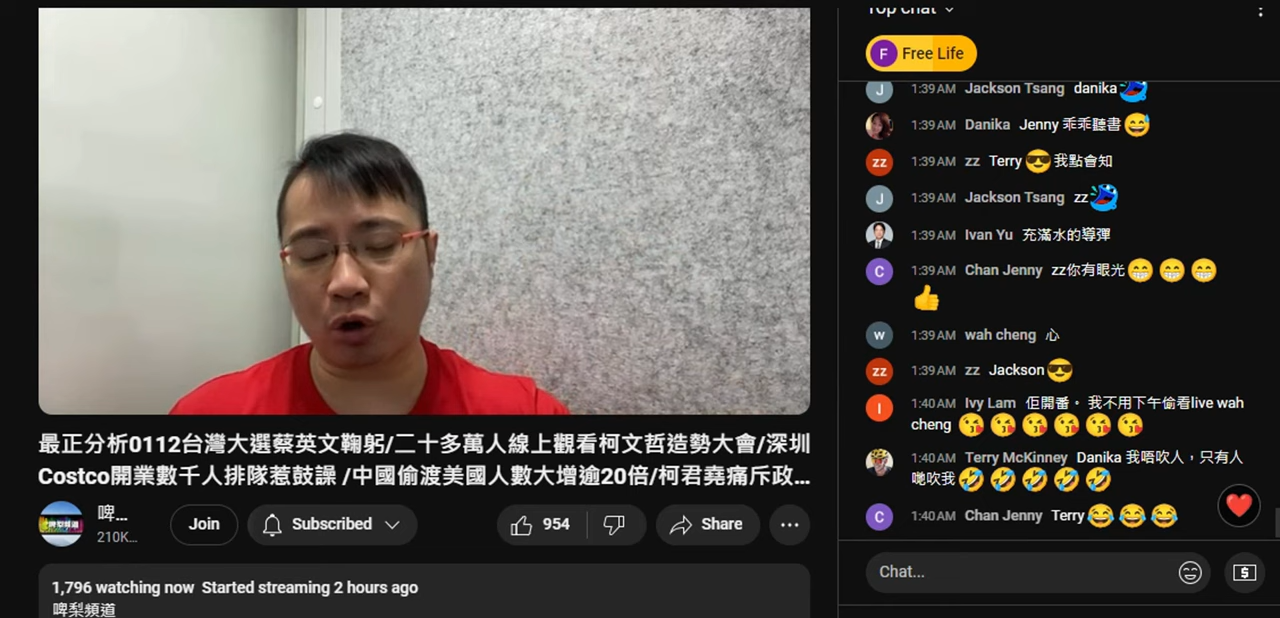 Top chat
F Free Life
J 1:39 AM Jackson Tsang danika
1:39 AM Danika Jenny 乖乖聽書
zz 1:39 AM zz Terry 我點會知
J 1:39 AM Jackson Tsang zz
1:39 AM Ivan Yu 充滿水的導彈
C 1:39 AM Chan Jenny zz你有眼光
w 1:39 AM wah cheng 心
zz 1:39 AM zz Jackson
I 1:40 AM Ivy Lam 佢開番。 我不用下午偷看live wah
cheng
1:40 AM Terry McKinney Danika 我唔吹人，只有人
哋吹我
C 1:40 AM Chan Jenny Terry
Chat...
最正分析0112台灣大選蔡英文鞠躬/二十多萬人線上觀看柯文哲造勢大會/深圳
Costco開業數千人排隊惹鼓譟 /中國偷渡美國人數大增逾20倍/柯君堯痛斥政...
啤梨頻道
啤...
210K...
Join
Subscribed
954
Share
1,796 watching now Started streaming 2 hours ago
啤梨頻道